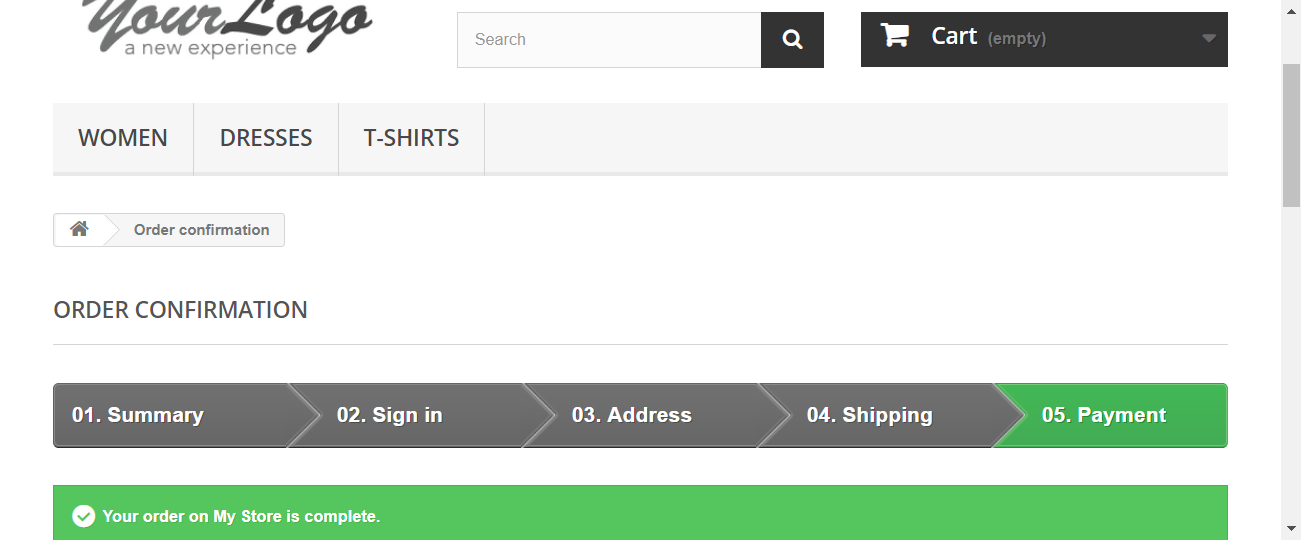 YourLogo
a new experience
Search
Cart (empty)
WOMEN DRESSES T-SHIRTS
Order confirmation
ORDER CONFIRMATION
01. Summary 02. Sign in 03. Address 04. Shipping 05. Payment
Your order on My Store is complete.